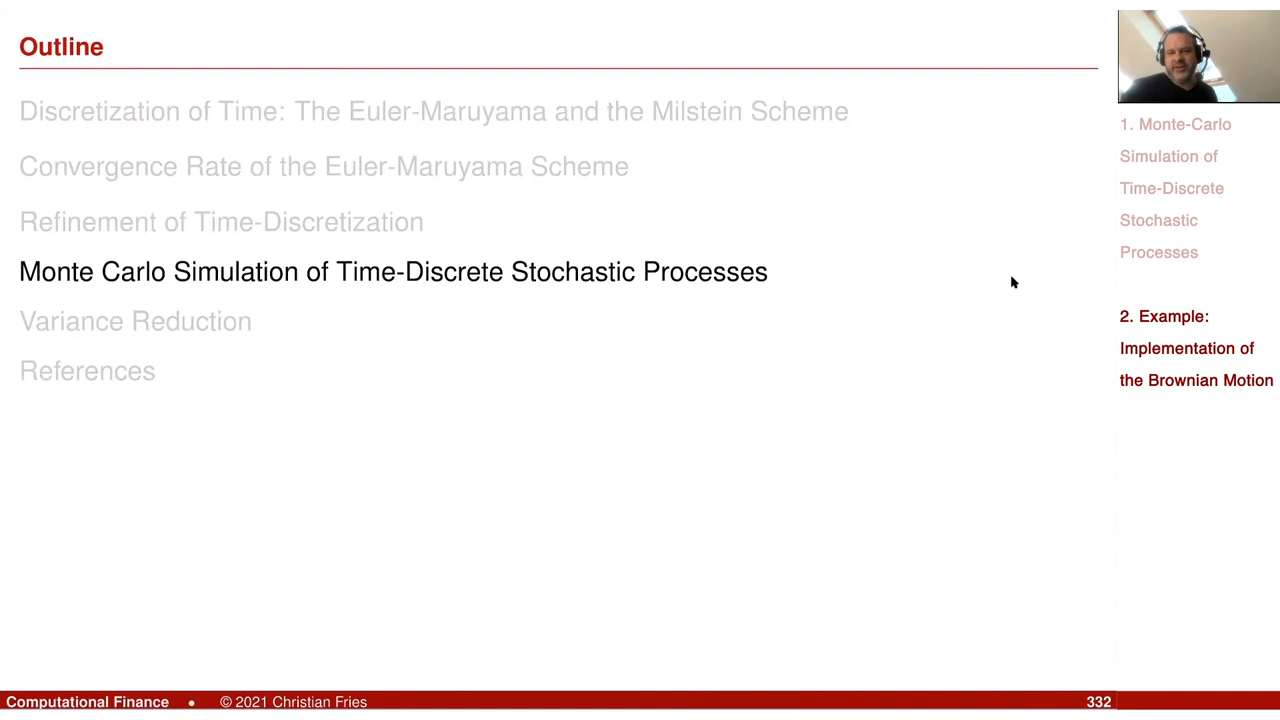 Outline
Discretization of Time: The Euler-Maruyama and the Milstein Scheme
Convergence Rate of the Euler-Maruyama Scheme
Refinement of Time-Discretization
Monte Carlo Simulation of Time-Discrete Stochastic Processes
Variance Reduction
References
1. Monte-Carlo
Simulation of
Time-Discrete
Stochastic
Processes
2. Example:
Implementation of
the Brownian Motion
Computational Finance • © 2021 Christian Fries 332